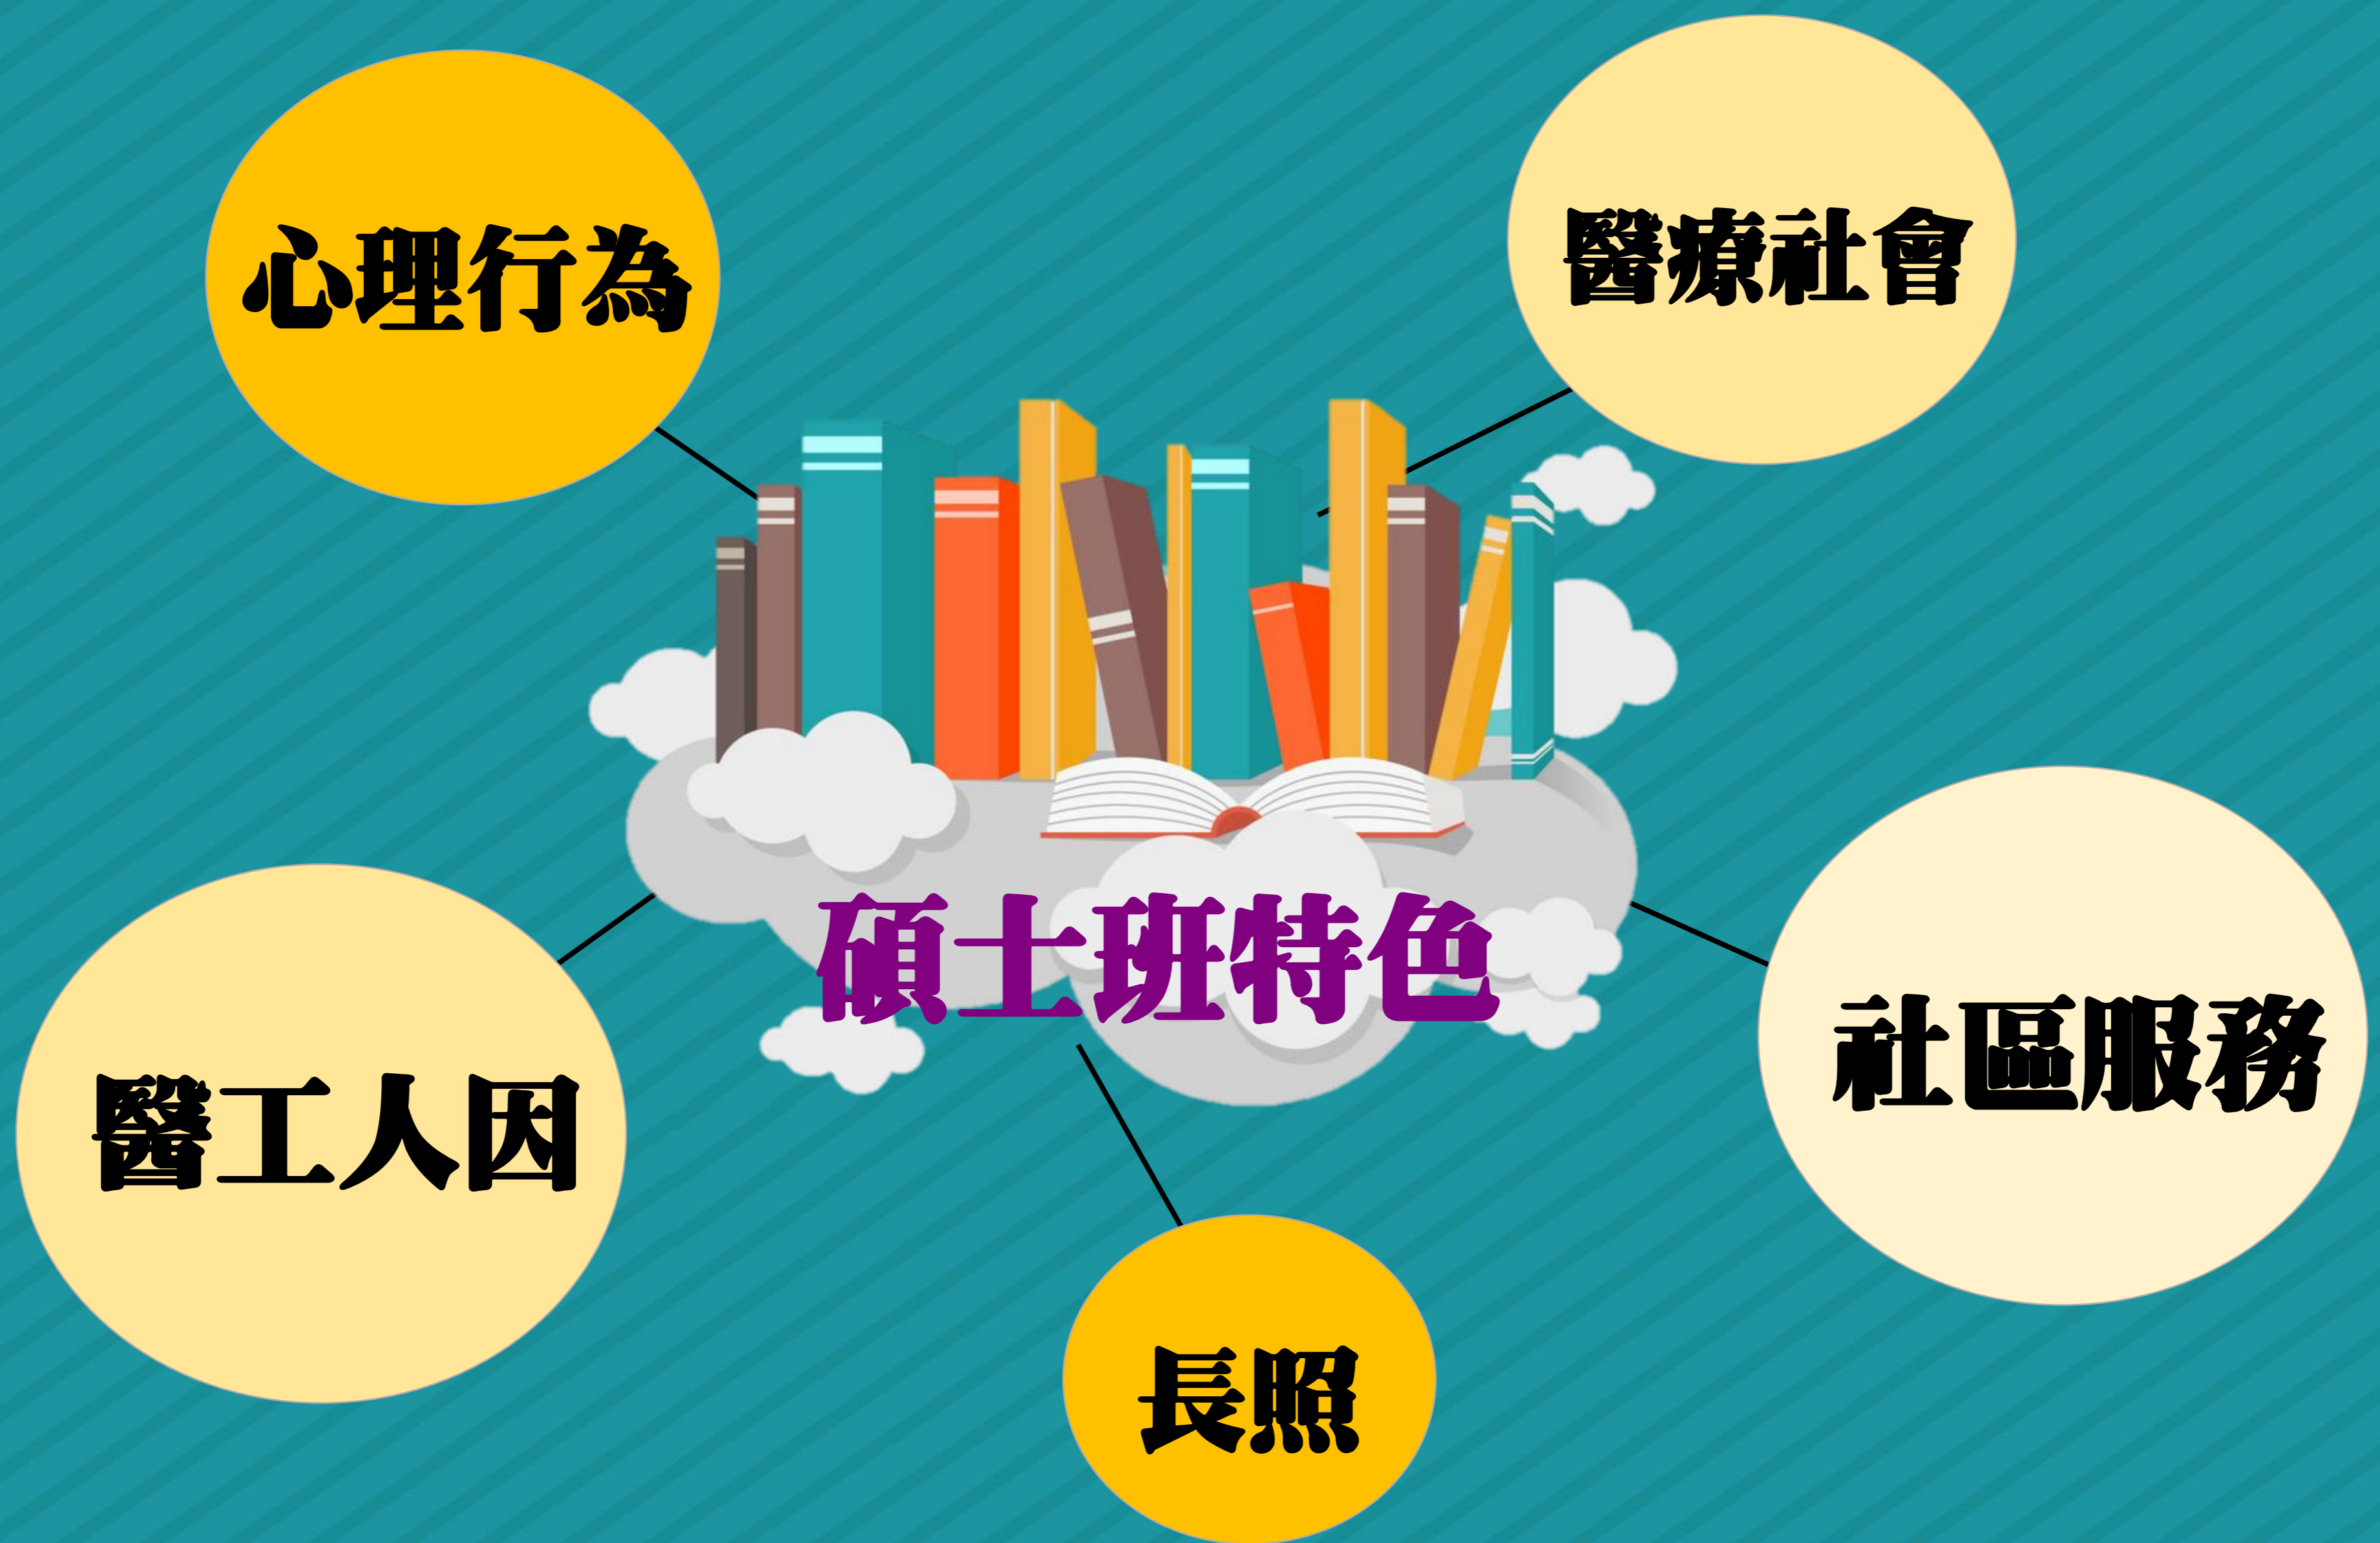 心理行為
醫療社會
碩士班特色
醫工人因
社區服務
長照